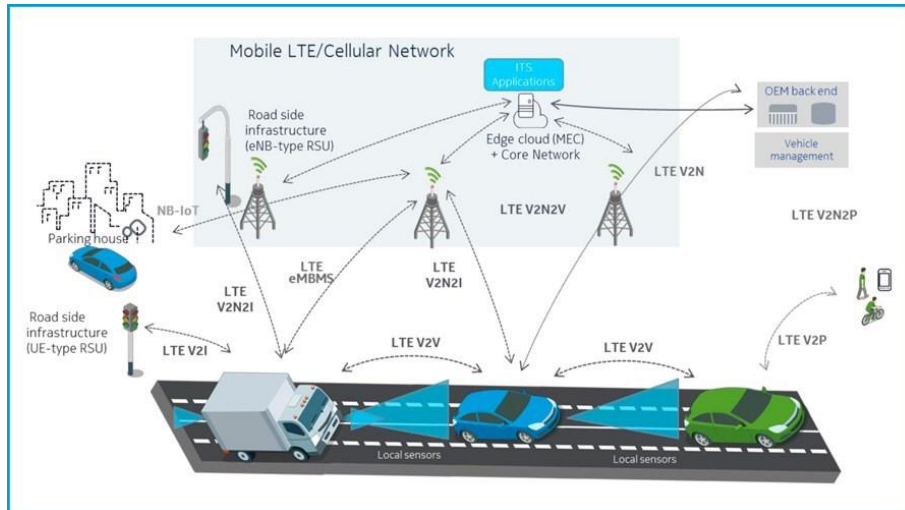 Mobile LTE/Cellular Network
ITS
Applications
OEM back end
Road side
infrastructure
(eNB-type RSU)
Edge cloud (MEC)
+ Core Network
Vehicle
management
LTE V2N
NB-IoT
LTE V2N2V
LTE V2N2P
Parking house
LTE
eMBMS
LTE
V2N2I
LTE
V2N2I
Road side
infrastructure
(UE-type RSU)
LTE V2I
LTE V2V
LTE V2V
LTE V2P
Local sensors
Local sensors